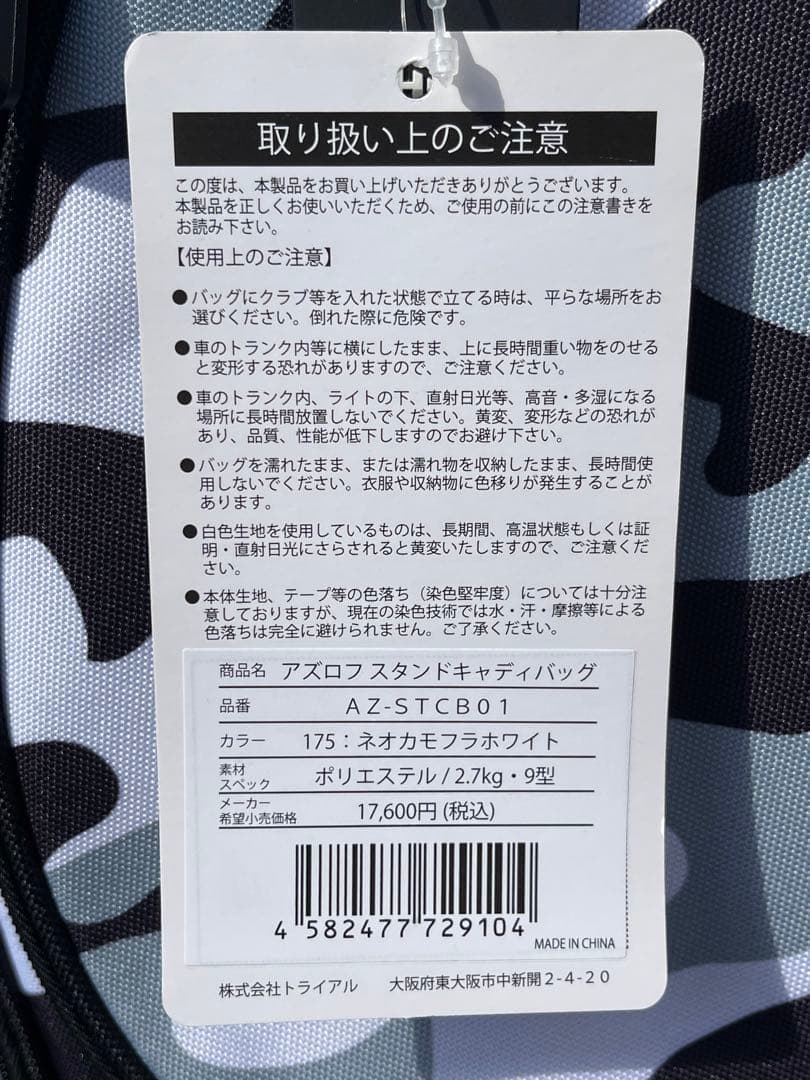 取り扱い上のご注意
この度は、本製品をお買い上げいただきありがとうございます。
本製品を正しくお使いいただくため、ご使用の前にこの注意書きを
お読み下さい。
【使用上のご注意】
●バッグにクラブ等を入れた状態で立てる時は、平らな場所をお
選びください。倒れた際に危険です。
●車のトランク内等に横にしたまま、上に長時間重い物をのせる
と変形する恐れがありますので、ご注意ください。
●車のトランク内、ライトの下、直射日光等、高音・多湿になる
場所に長時間放置しないでください。黄変、変形などの恐れが
あり、品質、性能が低下しますのでお避け下さい。
●バッグを濡れたまま、または濡れ物を収納したまま、長時間使
用しないでください。衣服や収納物に色移りが発生することが
あります。
●白色生地を使用しているものは、長期間、高温状態もしくは証
明・直射日光にさらされると黄変いたしますので、ご注意くだ
さい。
●本体生地、テープ等の色落ち（染色堅牢度）については十分注
意しておりますが、現在の染色技術では水・汗・摩擦等による
色落ちは完全に避けられません。ご了承ください。
商品名 アズロフ スタンドキャディバッグ
品番 AZ-STCB01
カラー 175：ネオカモフラホワイト
素材
スペック ポリエステル / 2.7kg・9型
メーカー
希望小売価格 17,600円 (税込)
4 582477 729104
MADE IN CHINA
株式会社トライアル 大阪府東大阪市中新開2-4-20